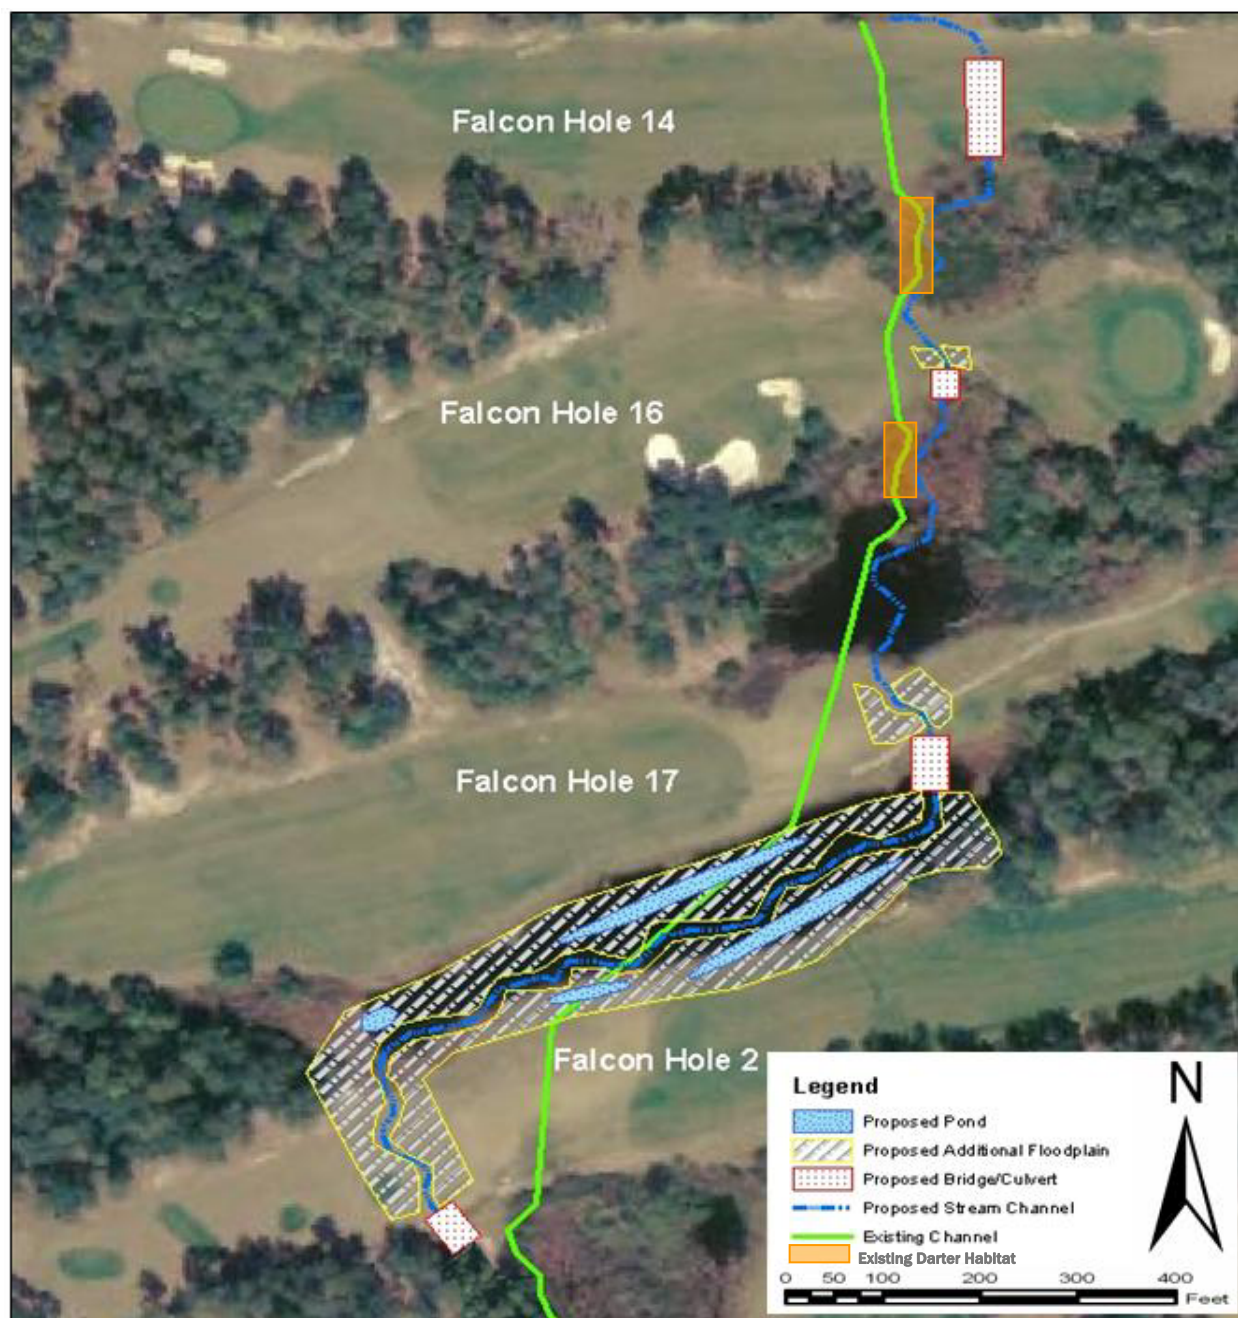 Falcon Hole 14
Falcon Hole 16
Falcon Hole 17
Falcon Hole 2
Legend
N
Proposed Pond
Proposed Additional Floodplain
Proposed Bridge/Culvert
Proposed Stream Channel
Existing Channel
Existing Darter Habitat
0 50 100 200 300 400
Feet